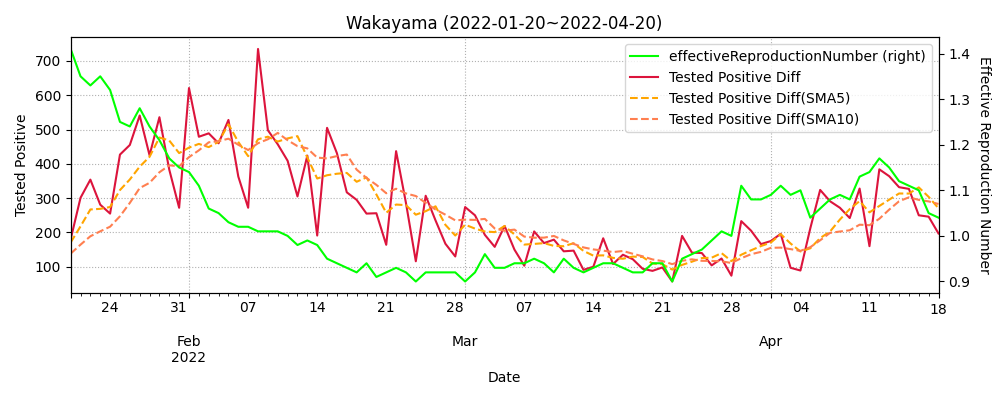 Wakayama (2022-01-20~2022-04-20)
effectiveReproductionNumber (right)
Tested Positive Diff
Tested Positive Diff(SMA5)
Tested Positive Diff(SMA10)
Tested Positive
700
600
500
400
300
200
100
Effective Reproduction Number
1.4
1.3
1.2
1.1
1.0
0.9
24 31 07 14 21 28 07 14 21 28 04 11 18
Feb Mar Apr
2022
Date